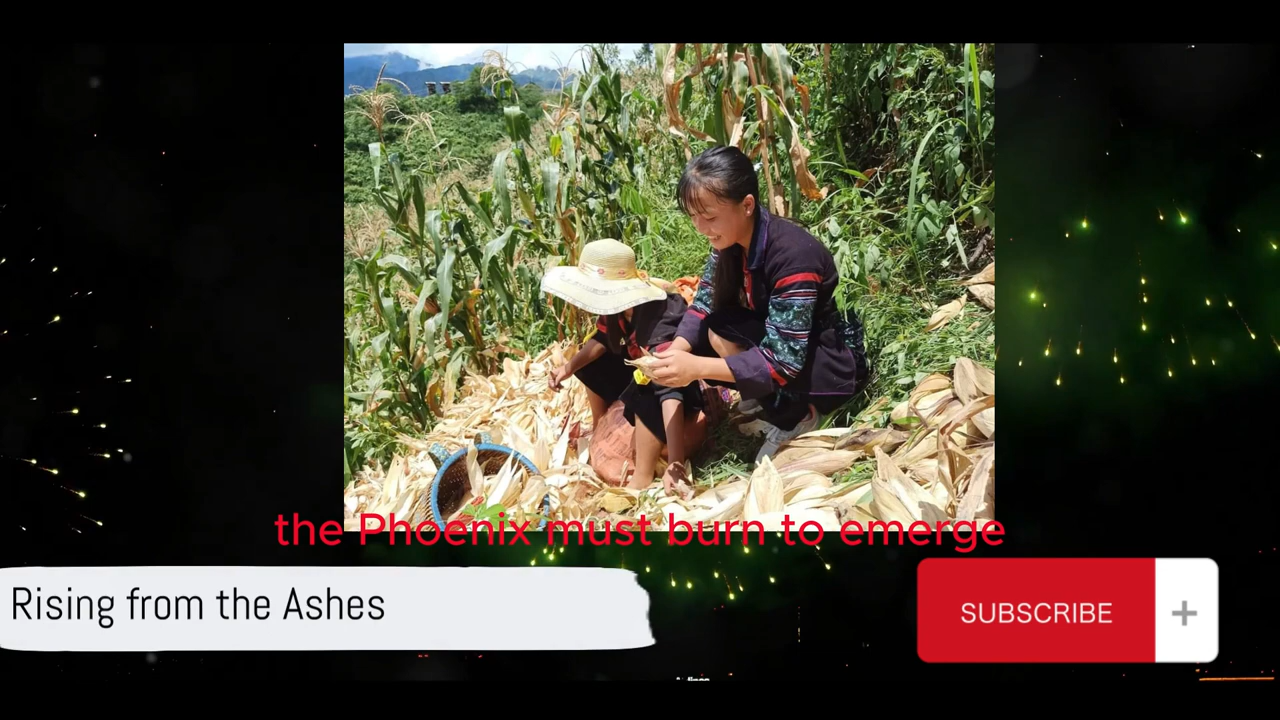 the Phoenix must burn to emerge
Rising from the Ashes
SUBSCRIBE